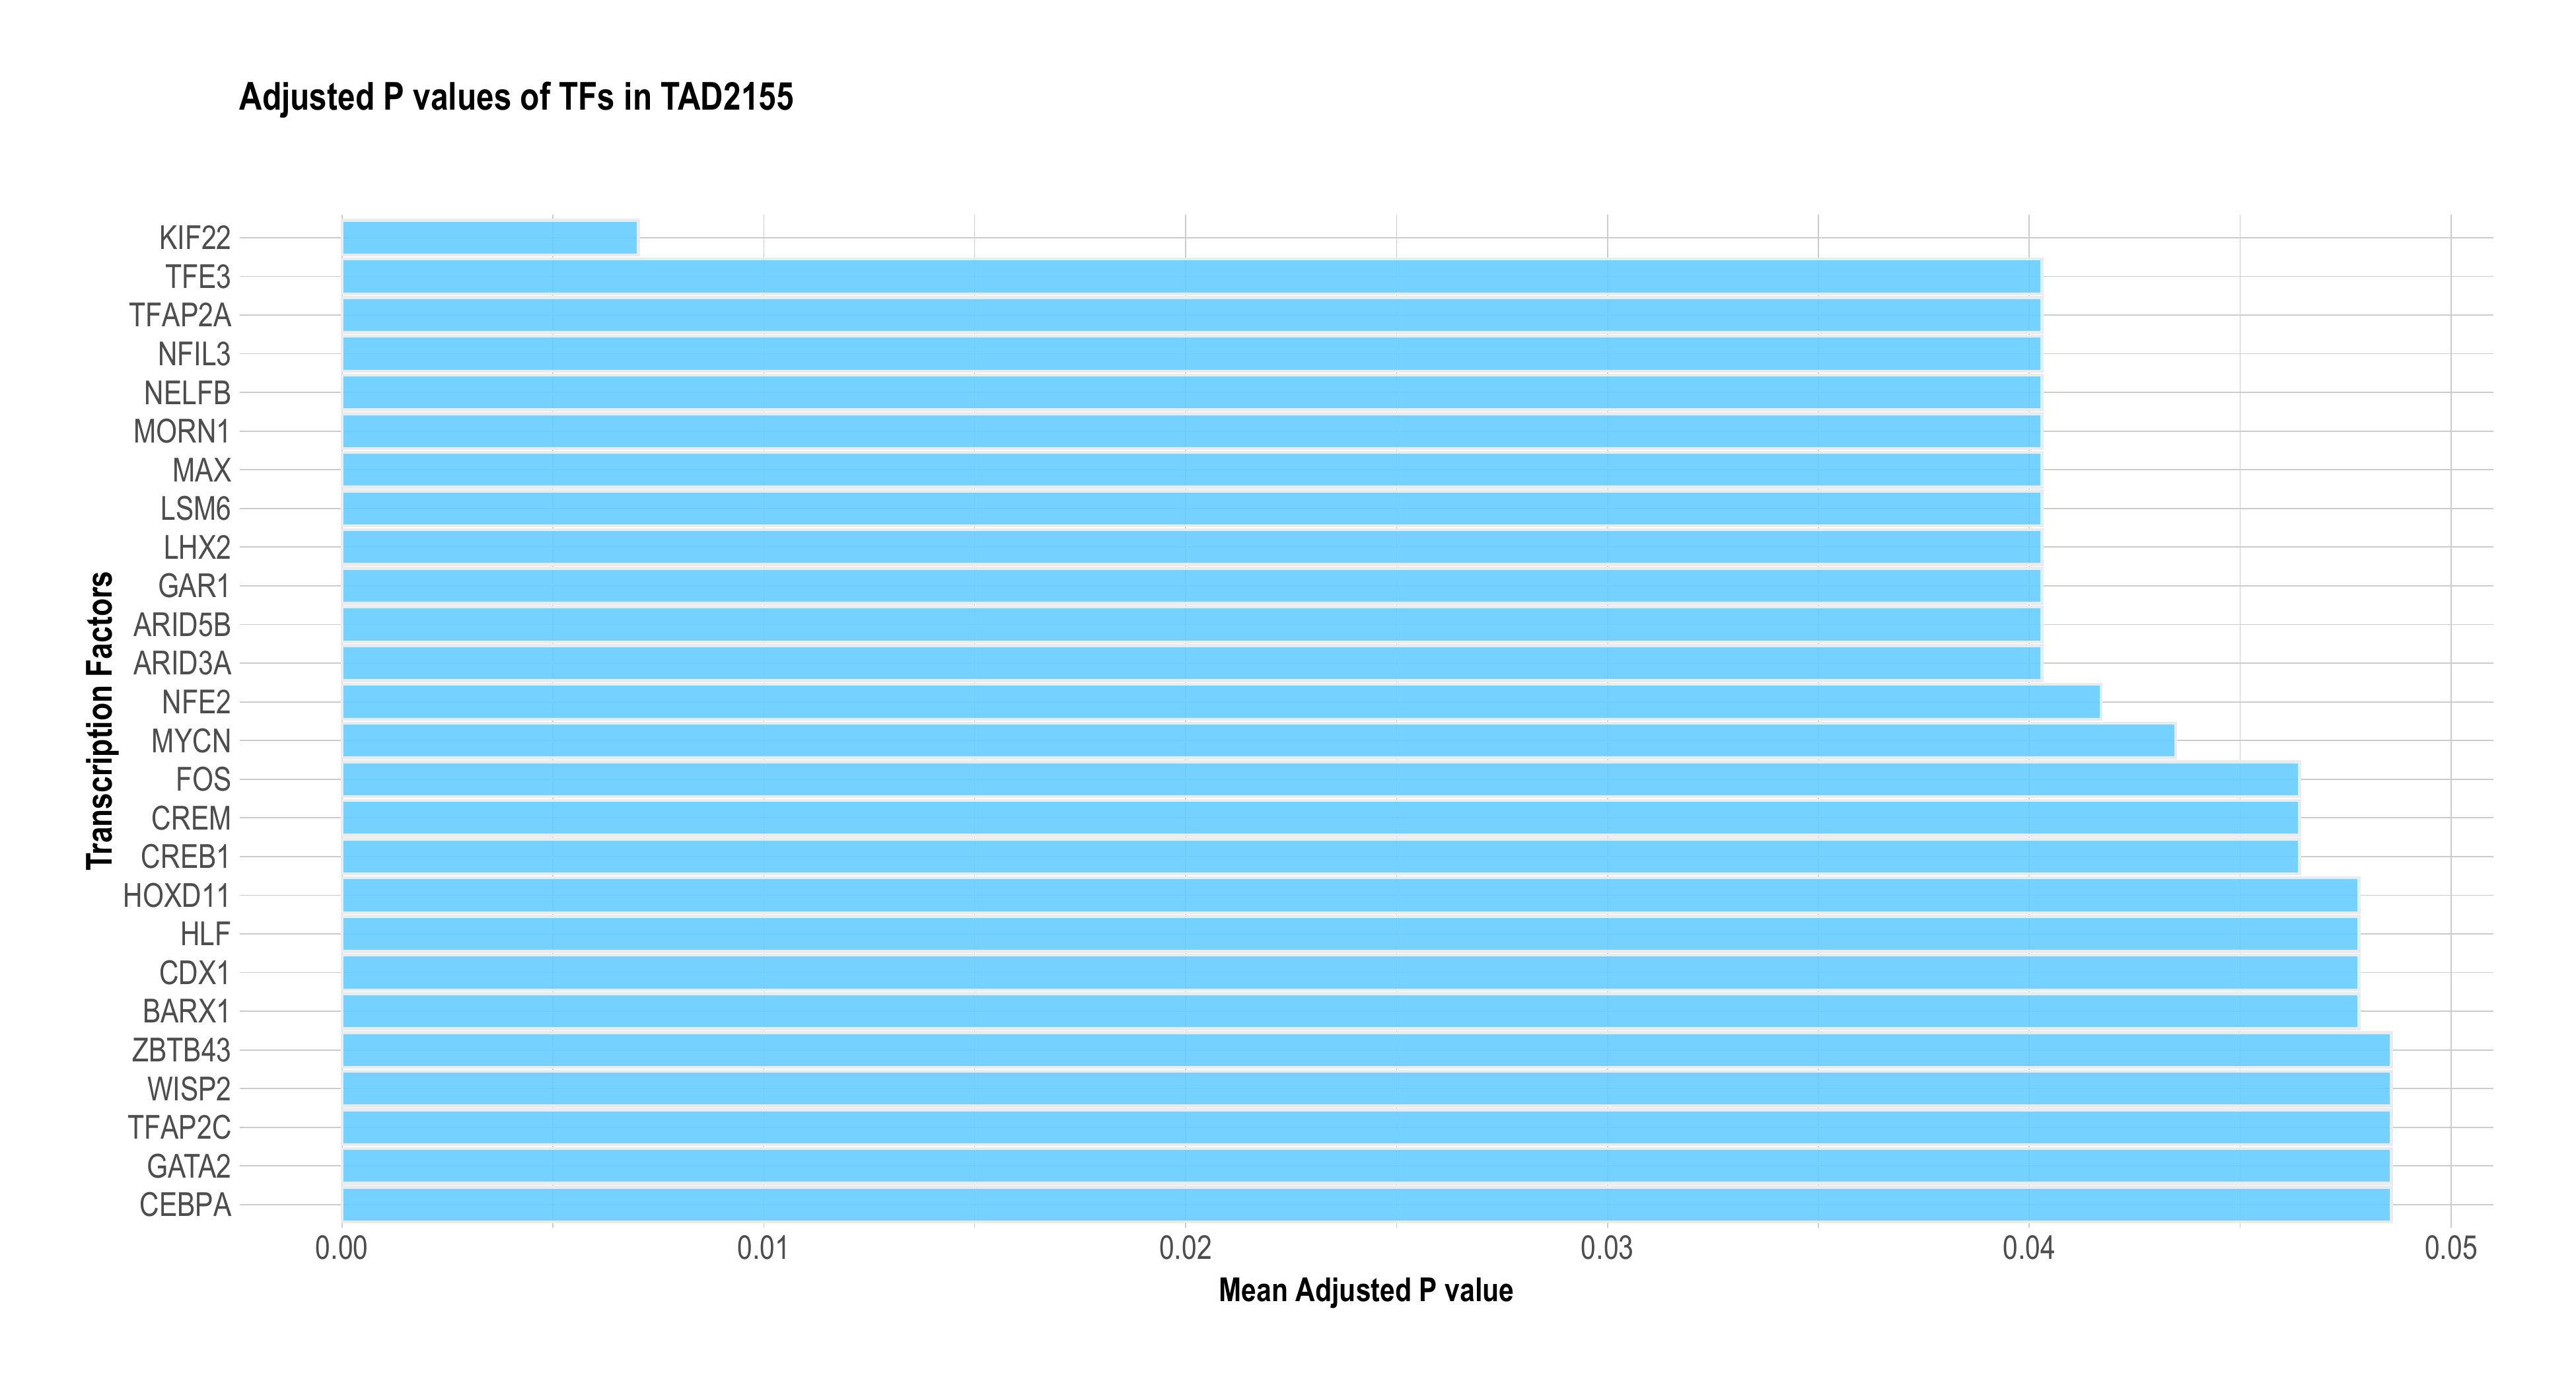 Adjusted P values of TFs in TAD2155
Transcription Factors
KIF22
TFE3
TFAP2A
NFIL3
NELFB
MORN1
MAX
LSM6
LHX2
GAR1
ARID5B
ARID3A
NFE2
MYCN
FOS
CREM
CREB1
HOXD11
HLF
CDX1
BARX1
ZBTB43
WISP2
TFAP2C
GATA2
CEBPA
0.00 0.01 0.02 0.03 0.04 0.05
Mean Adjusted P value